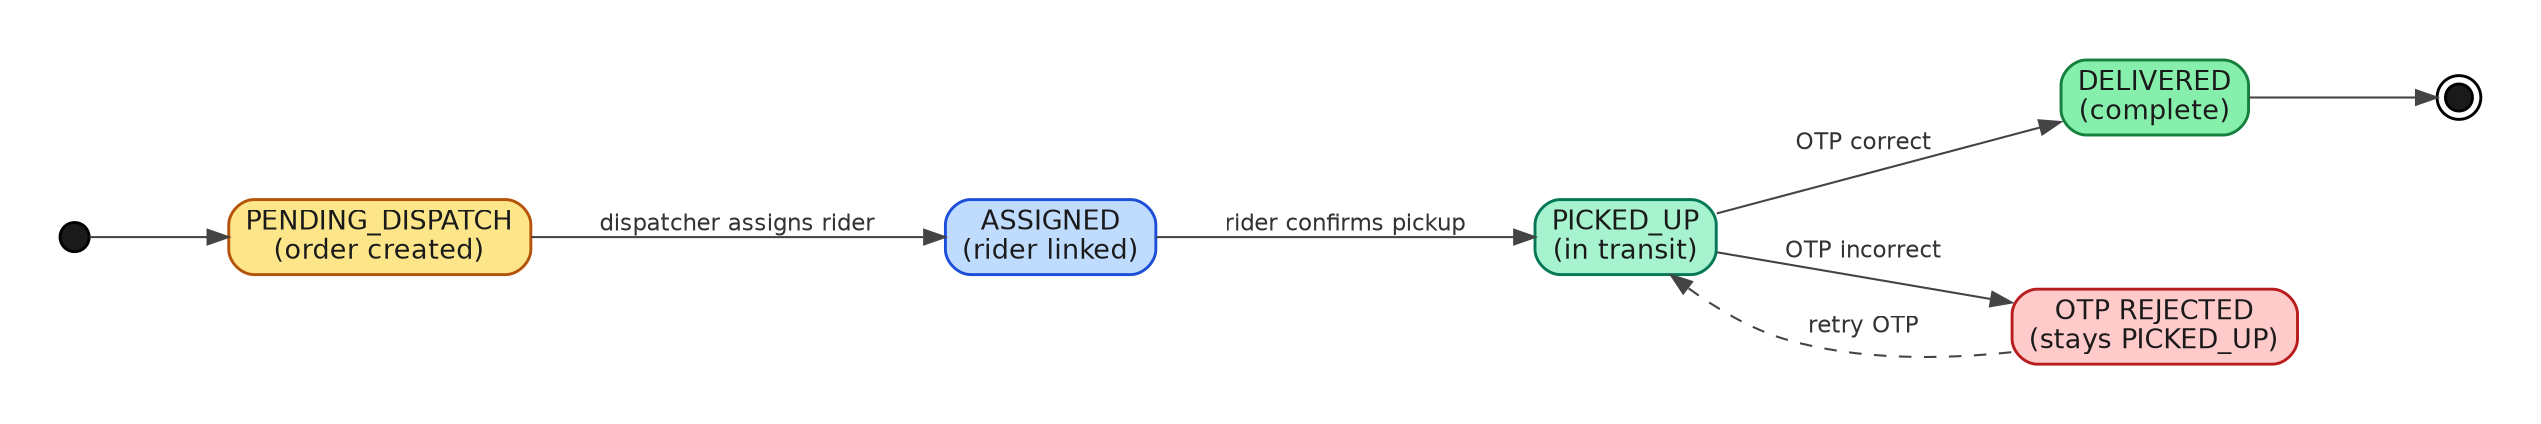 PENDING_DISPATCH
(order created)
dispatcher assigns rider
ASSIGNED
(rider linked)
rider confirms pickup
PICKED_UP
(in transit)
OTP correct
DELIVERED
(complete)
OTP incorrect
OTP REJECTED
(stays PICKED_UP)
retry OTP